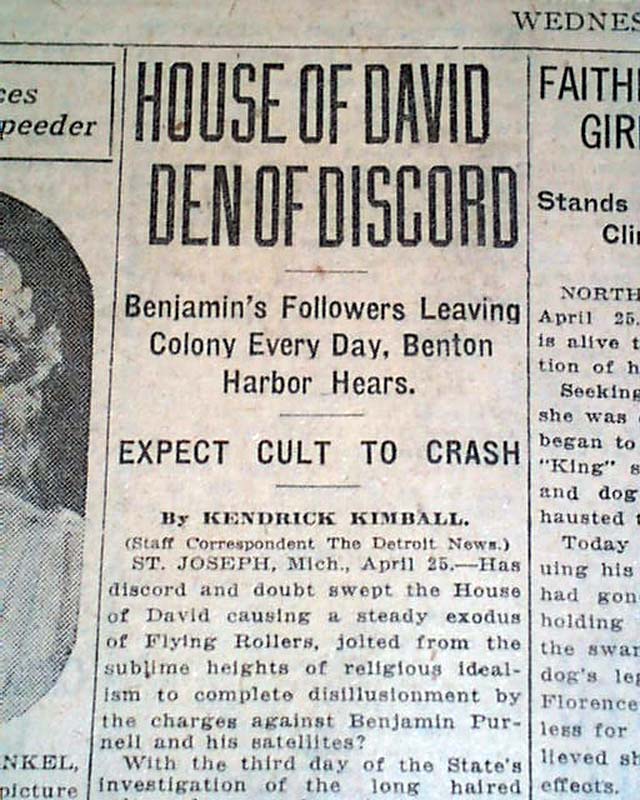 WEDNES
ces
peeder
NKEL,
picture
HOUSE OF DAVID
DEN OF DISCORD
Benjamin's Followers Leaving
Colony Every Day, Benton
Harbor Hears.
EXPECT CULT TO CRASH
By KENDRICK KIMBALL.
(Staff Correspondent The Detroit News.)
ST. JOSEPH, Mich., April 25.—Has
discord and doubt swept the House
of David causing a steady exodus
of Flying Rollers, jolted from the
sublime heights of religious ideal-
ism to complete disillusionment by
the charges against Benjamin Pur-
nell and his satellites?
With the third day of the State's
investigation of the long haired
FAITH
GIR
Stands
Cli
NORTH
April 25.
is alive t
tion of h
Seeking
she was
began to
"King" s
and dog
hausted t
Today
uing his
had gon
holding
the swar
dog's leg
Florence
less for
lieved sh
effects.